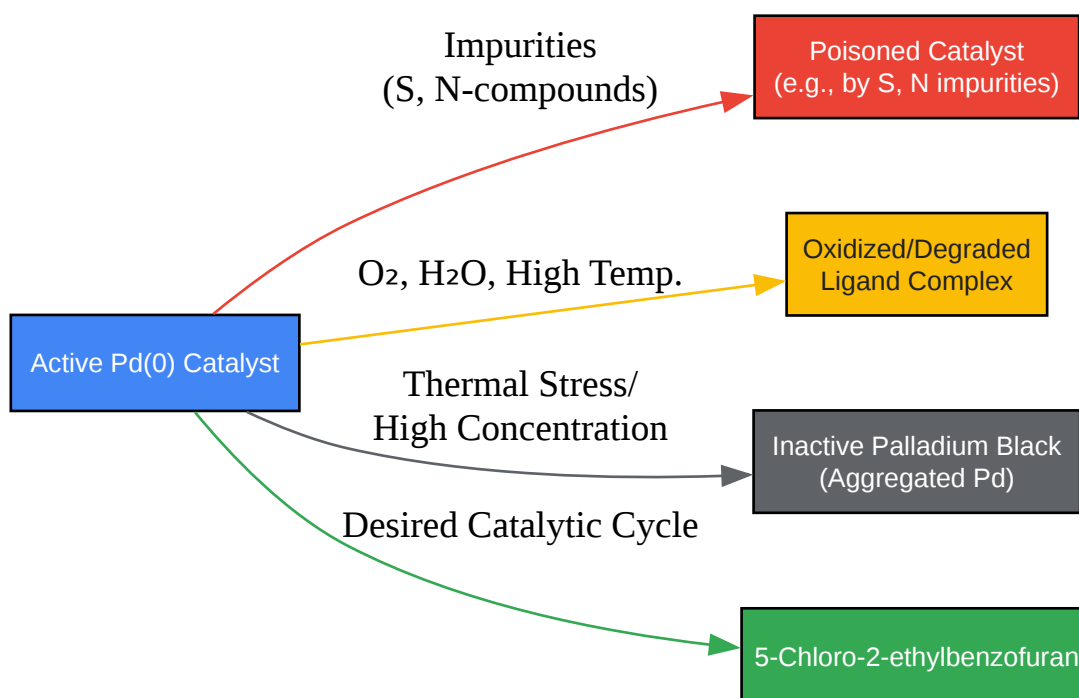 Impurities
(S, N-compounds)
Poisoned Catalyst
(e.g., by S, N impurities)
O₂, H₂O, High Temp.
Oxidized/Degraded
Ligand Complex
Active Pd(0) Catalyst
Thermal Stress/
High Concentration
Inactive Palladium Black
(Aggregated Pd)
Desired Catalytic Cycle
5-Chloro-2-ethylbenzofuran